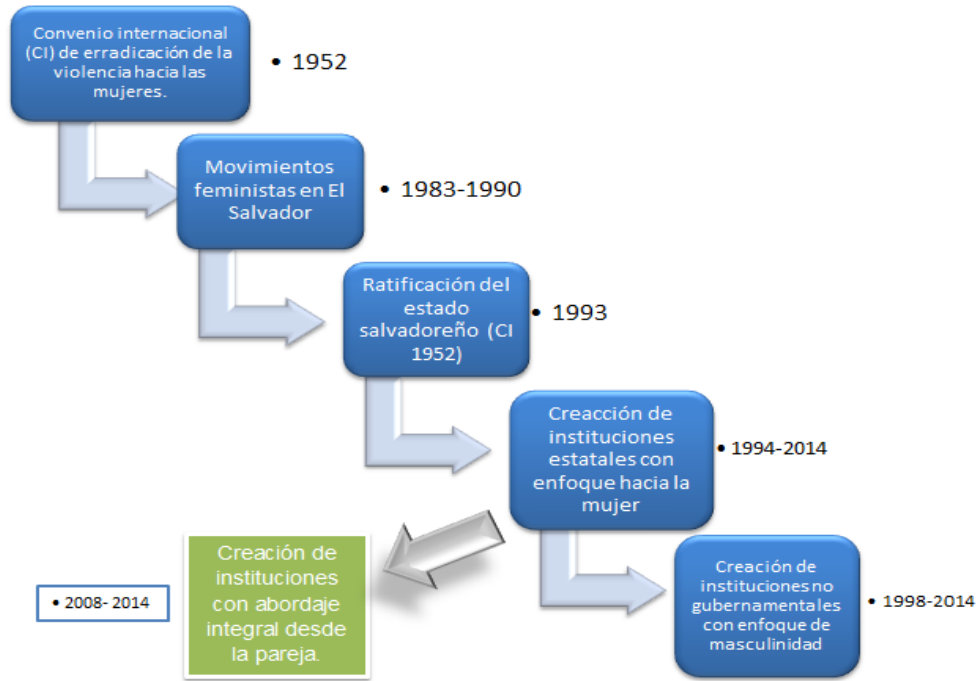 Convenio internacional
(CI) de erradicación de la
violencia hacia las
mujeres.
• 1952
Movimientos
feministas en El
Salvador
• 1983-1990
Ratificación del
estado
salvadoreño (CI
1952)
• 1993
Creacción de
instituciones
estatales con
enfoque hacia la
mujer
• 1994-2014
Creación de
instituciones
con abordaje
integral desde
la pareja.
• 2008- 2014
Creación de
instituciones no
gubernamentales
con enfoque de
masculinidad
• 1998-2014